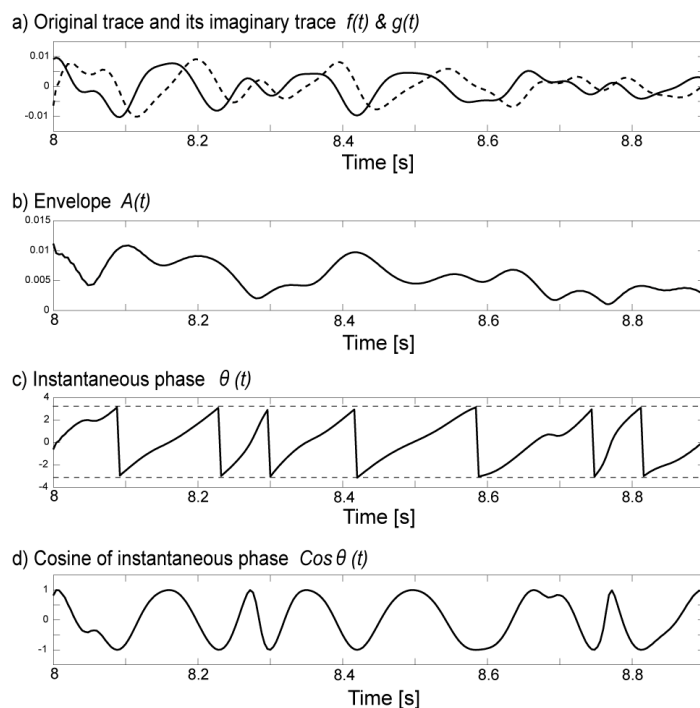 a) Original trace and its imaginary trace f(t) & g(t)
0.01
0
-0.01
8 8.2 8.4 8.6 8.8
Time [s]
b) Envelope A(t)
0.015
0.01
0.005
0
8 8.2 8.4 8.6 8.8
Time [s]
c) Instantaneous phase θ (t)
4
2
0
-2
-4
8 8.2 8.4 8.6 8.8
Time [s]
d) Cosine of instantaneous phase Cos θ (t)
1
0
-1
8 8.2 8.4 8.6 8.8
Time [s]